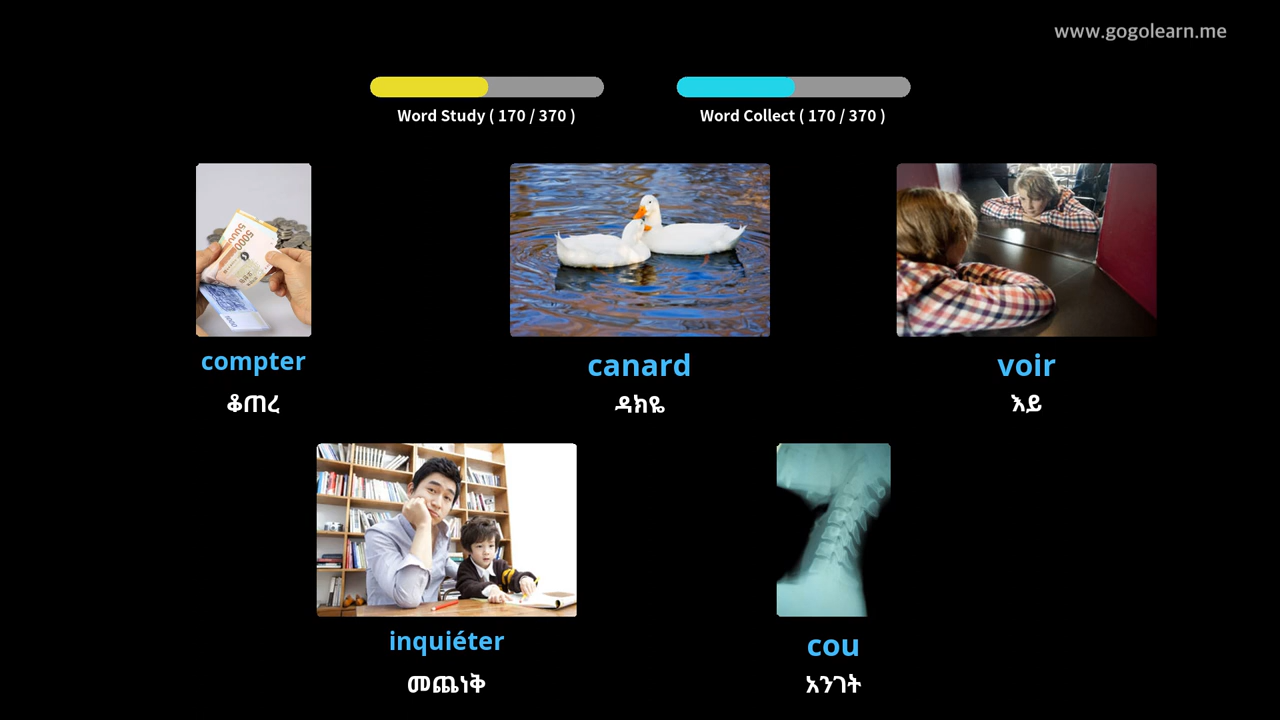 www.gogolearn.me
Word Study ( 170 / 370 )
Word Collect ( 170 / 370 )
compter
ቆጠረ
canard
ዳክዬ
voir
እይ
inquiéter
መጨነቅ
cou
አንገት